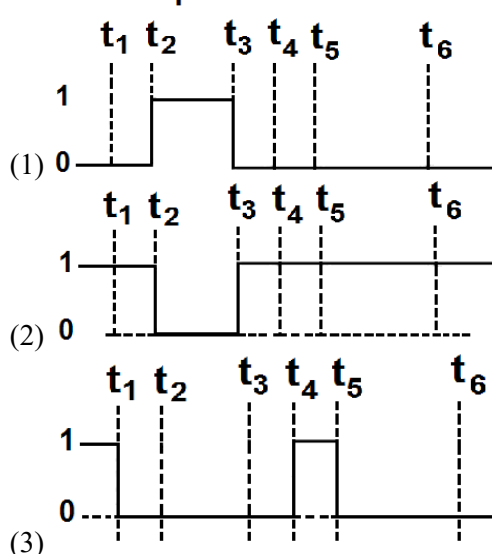 t₁ t₂ t₃ t₄ t₅ t₆
1
(1) 0
t₁ t₂ t₃ t₄ t₅ t₆
1
(2) 0
t₁ t₂ t₃ t₄ t₅ t₆
1
0
(3)